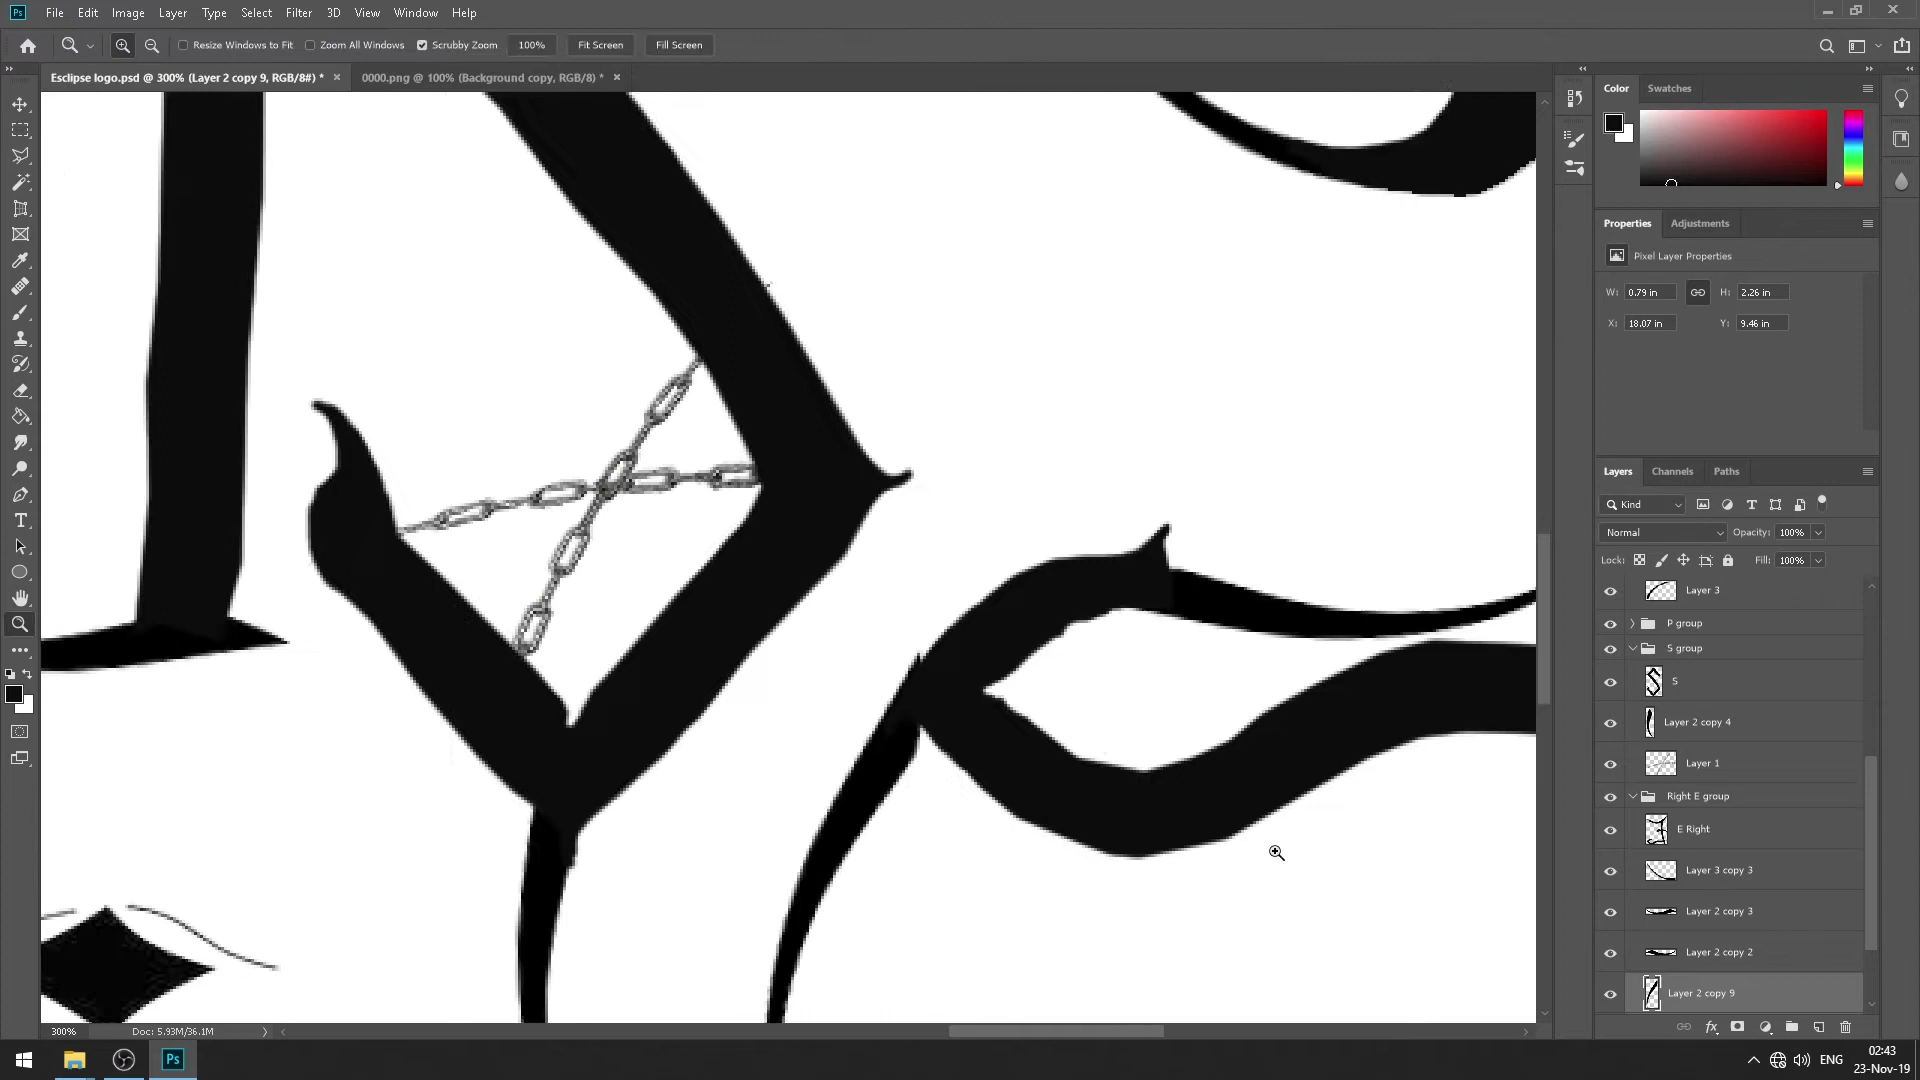 Ps File Edit Image Layer Type Select Filter 3D View Window Help
Resize Windows to Fit Zoom All Windows Scrubby Zoom 100% Fit Screen Fill Screen
Esclipse logo.psd @ 300% (Layer 2 copy 9, RGB/8#) * × 0000.png @ 100% (Background copy, RGB/8) * ×
Color Swatches
Properties Adjustments
Pixel Layer Properties
W: 0.79 in H: 2.26 in
X: 18.07 in Y: 9.46 in
Layers Channels Paths
Kind
Normal Opacity: 100%
Lock: Fill: 100%
Layer 3
P group
S group
S
Layer 2 copy 4
Layer 1
Right E group
E Right
Layer 3 copy 3
Layer 2 copy 3
Layer 2 copy 2
Layer 2 copy 9
fx
300% Doc: 5.93M/36.1M
Ps
ENG
02:43
23-Nov-19